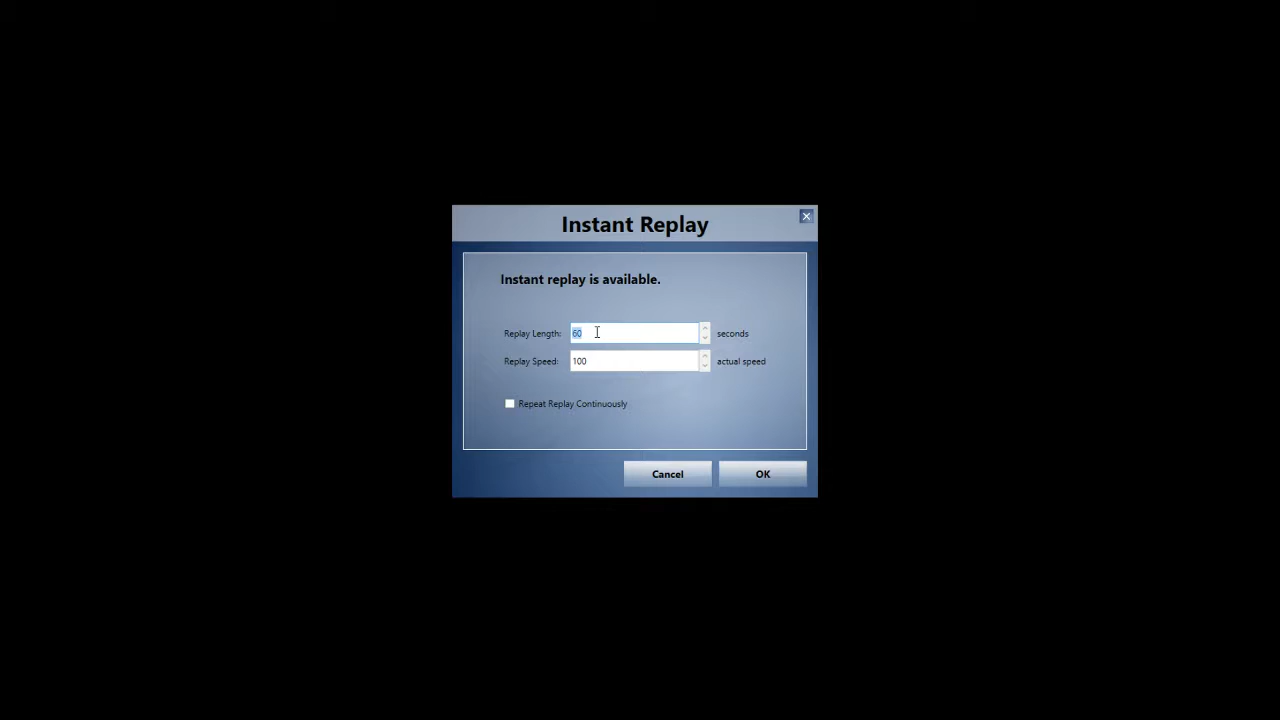 Instant Replay
Instant replay is available.
Replay Length: 60 seconds
Replay Speed: 100 actual speed
Repeat Replay Continuously
Cancel OK